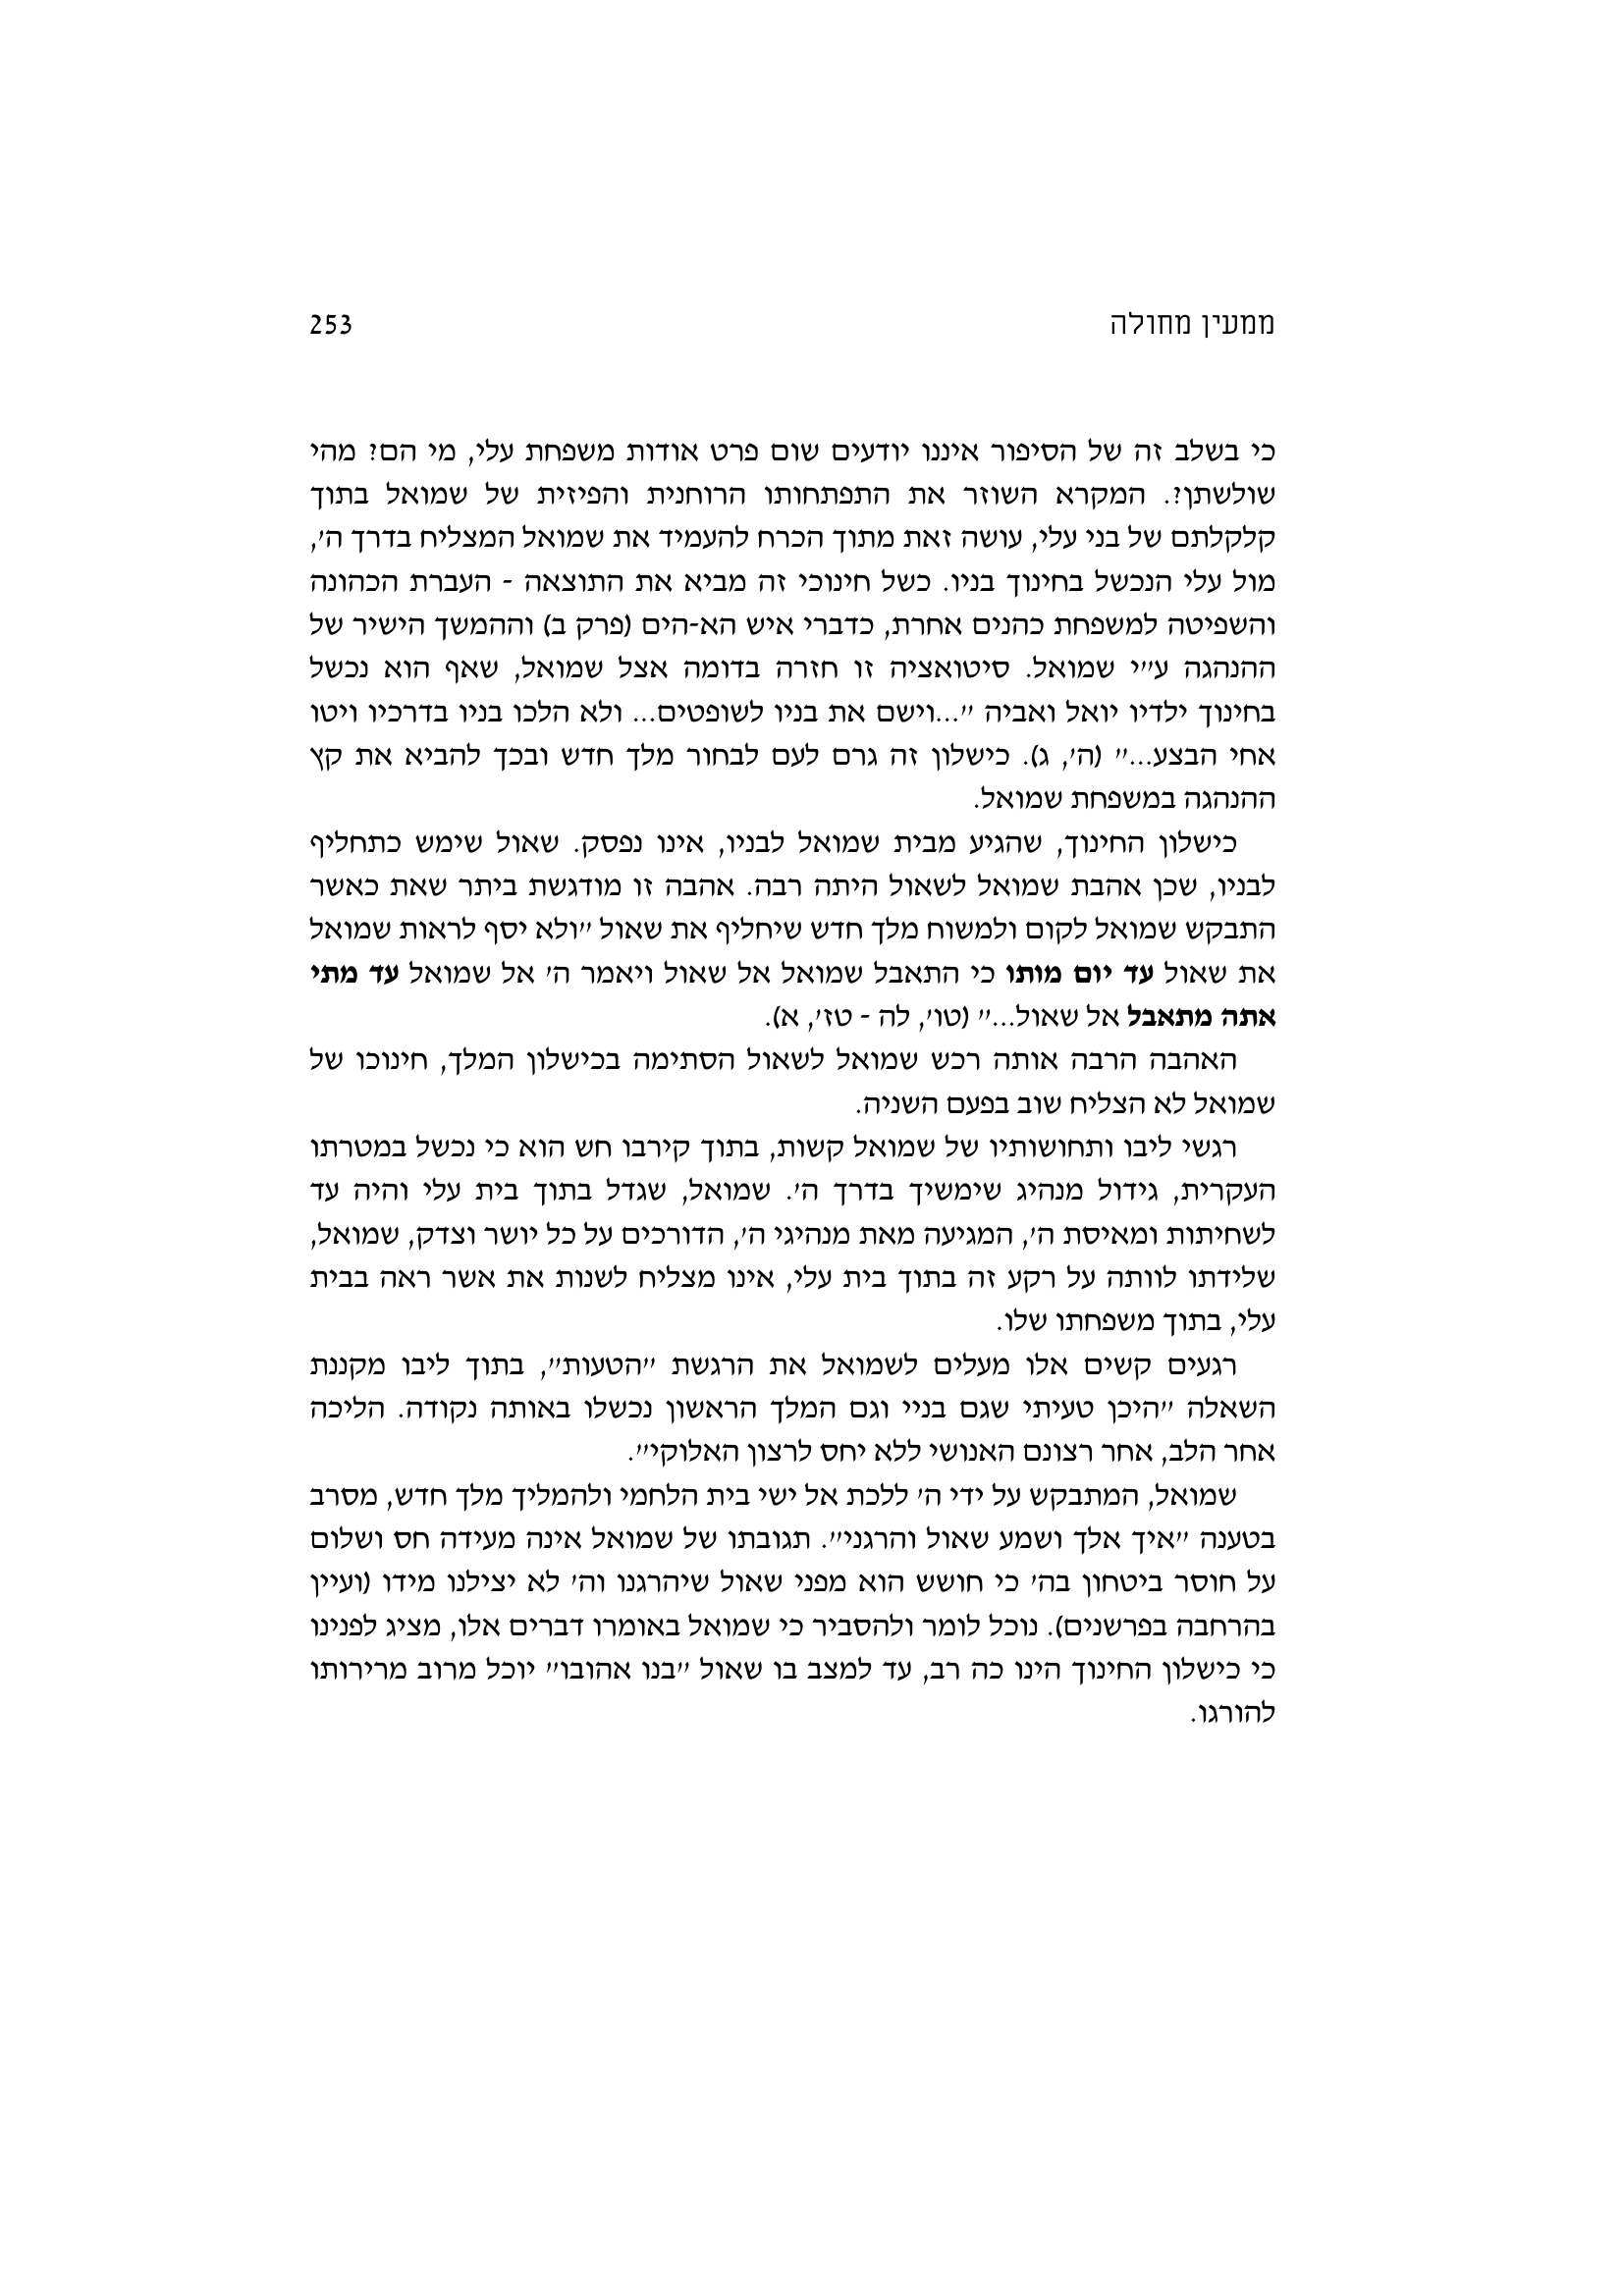 ממעין מחולה 253
כי בשלב זה של הסיפור איננו יודעים שום פרט אודות משפחת עלי, מי הם? מהי
שולשתן?. המקרא השוזר את התפתחותו הרוחנית והפיזית של שמואל בתוך
קלקלתם של בני עלי, עושה זאת מתוך הכרח להעמיד את שמואל המצליח בדרך ה',
מול עלי הנכשל בחינוך בניו. כשל חינוכי זה מביא את התוצאה - העברת הכהונה
והשפיטה למשפחת כהנים אחרת, כדברי איש הא-הים (פרק ב) וההמשך הישיר של
ההנהגה ע"י שמואל. סיטואציה זו חזרה בדומה אצל שמואל, שאף הוא נכשל
בחינוך ילדיו יואל ואביה "...וישם את בניו לשופטים... ולא הלכו בניו בדרכיו ויטו
אחי הבצע..." (ה', ג). כישלון זה גרם לעם לבחור מלך חדש ובכך להביא את קץ
ההנהגה במשפחת שמואל.
כישלון החינוך, שהגיע מבית שמואל לבניו, אינו נפסק. שאול שימש כתחליף
לבניו, שכן אהבת שמואל לשאול היתה רבה. אהבה זו מודגשת ביתר שאת כאשר
התבקש שמואל לקום ולמשוח מלך חדש שיחליף את שאול "ולא יסף לראות שמואל
את שאול עד יום מותו כי התאבל שמואל אל שאול ויאמר ה' אל שמואל עד מתי
אתה מתאבל אל שאול..." (טו', לה - טז', א).
האהבה הרבה אותה רכש שמואל לשאול הסתימה בכישלון המלך, חינוכו של
שמואל לא הצליח שוב בפעם השניה.
רגשי ליבו ותחושותיו של שמואל קשות, בתוך קירבו חש הוא כי נכשל במטרתו
העקרית, גידול מנהיג שימשיך בדרך ה'. שמואל, שגדל בתוך בית עלי והיה עד
לשחיתות ומאיסת ה', המגיעה מאת מנהיגי ה', הדורכים על כל יושר וצדק, שמואל,
שלידתו לוותה על רקע זה בתוך בית עלי, אינו מצליח לשנות את אשר ראה בבית
עלי, בתוך משפחתו שלו.
רגעים קשים אלו מעלים לשמואל את הרגשת "הטעות", בתוך ליבו מקננת
השאלה "היכן טעיתי שגם בניי וגם המלך הראשון נכשלו באותה נקודה. הליכה
אחר הלב, אחר רצונם האנושי ללא יחס לרצון האלוקי".
שמואל, המתבקש על ידי ה' ללכת אל ישי בית הלחמי ולהמליך מלך חדש, מסרב
בטענה "איך אלך ושמע שאול והרגני". תגובתו של שמואל אינה מעידה חס ושלום
על חוסר ביטחון בה' כי חושש הוא מפני שאול שיהרגנו וה' לא יצילנו מידו (ועיין
בהרחבה בפרשנים). נוכל לומר ולהסביר כי שמואל באומרו דברים אלו, מציג לפנינו
כי כישלון החינוך הינו כה רב, עד למצב בו שאול "בנו אהובו" יוכל מרוב מרירותו
להורגו.